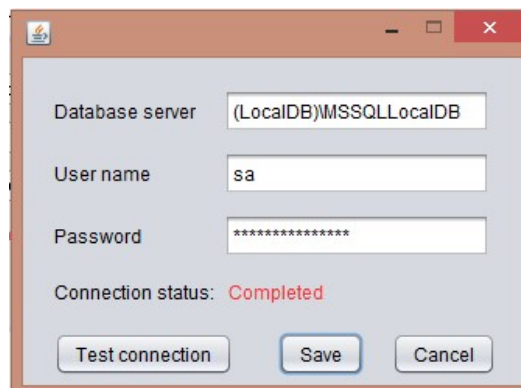 Database server (LocalDB)\MSSQLLocalDB
User name sa
Password ***************
Connection status: Completed
Test connection Save Cancel